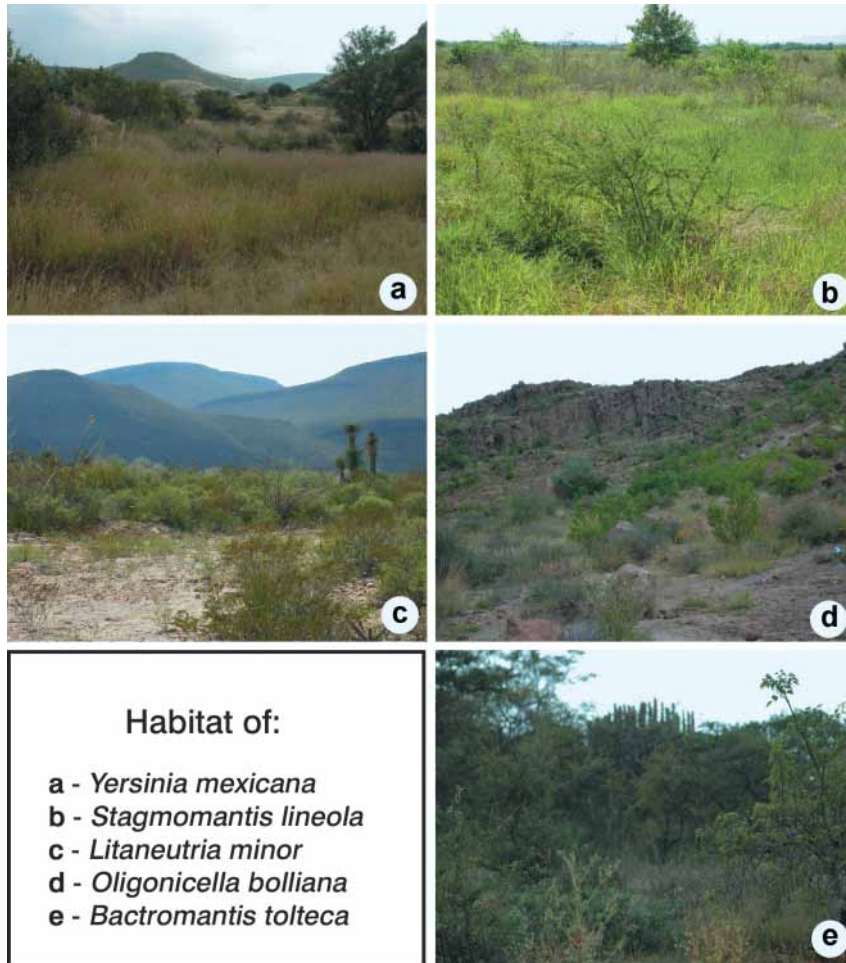 a
b
c
d
Habitat of:
a - Yersinia mexicana
b - Stagmomantis lineola
c - Litaneutria minor
d - Oligonicella bolliana
e - Bactromantis tolteca
e